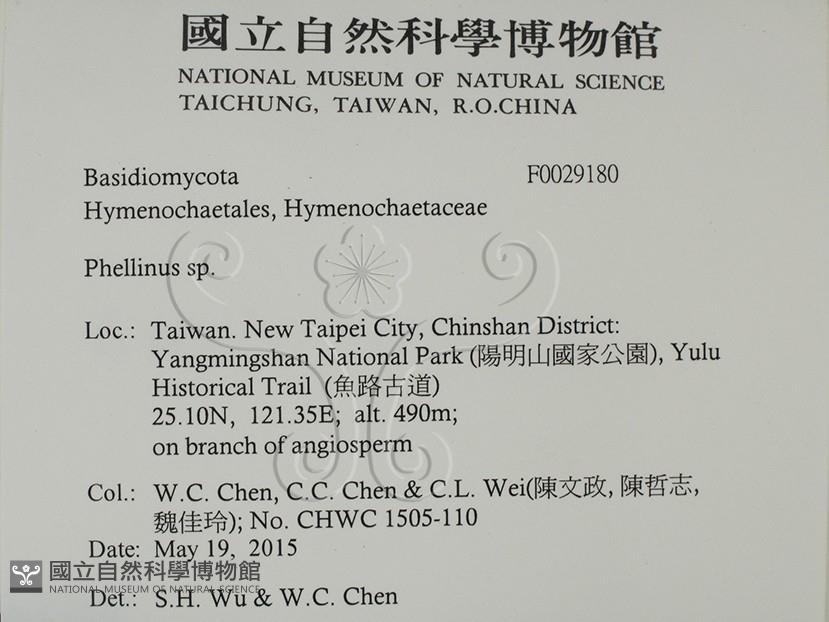 國立自然科學博物館
NATIONAL MUSEUM OF NATURAL SCIENCE
TAICHUNG, TAIWAN, R.O.CHINA
Basidiomycota F0029180
Hymenochaetales, Hymenochaetaceae
Phellinus sp.
Loc.: Taiwan. New Taipei City, Chinshan District:
Yangmingshan National Park (陽明山國家公園), Yulu
Historical Trail (魚路古道)
25.10N, 121.35E; alt. 490m;
on branch of angiosperm
Col.: W.C. Chen, C.C. Chen & C.L. Wei(陳文政, 陳哲志,
魏佳玲); No. CHWC 1505-110
Date: May 19, 2015
國立自然科學博物館
NATIONAL MUSEUM OF NATURAL SCIENCE
Det.: S.H. Wu & W.C. Chen